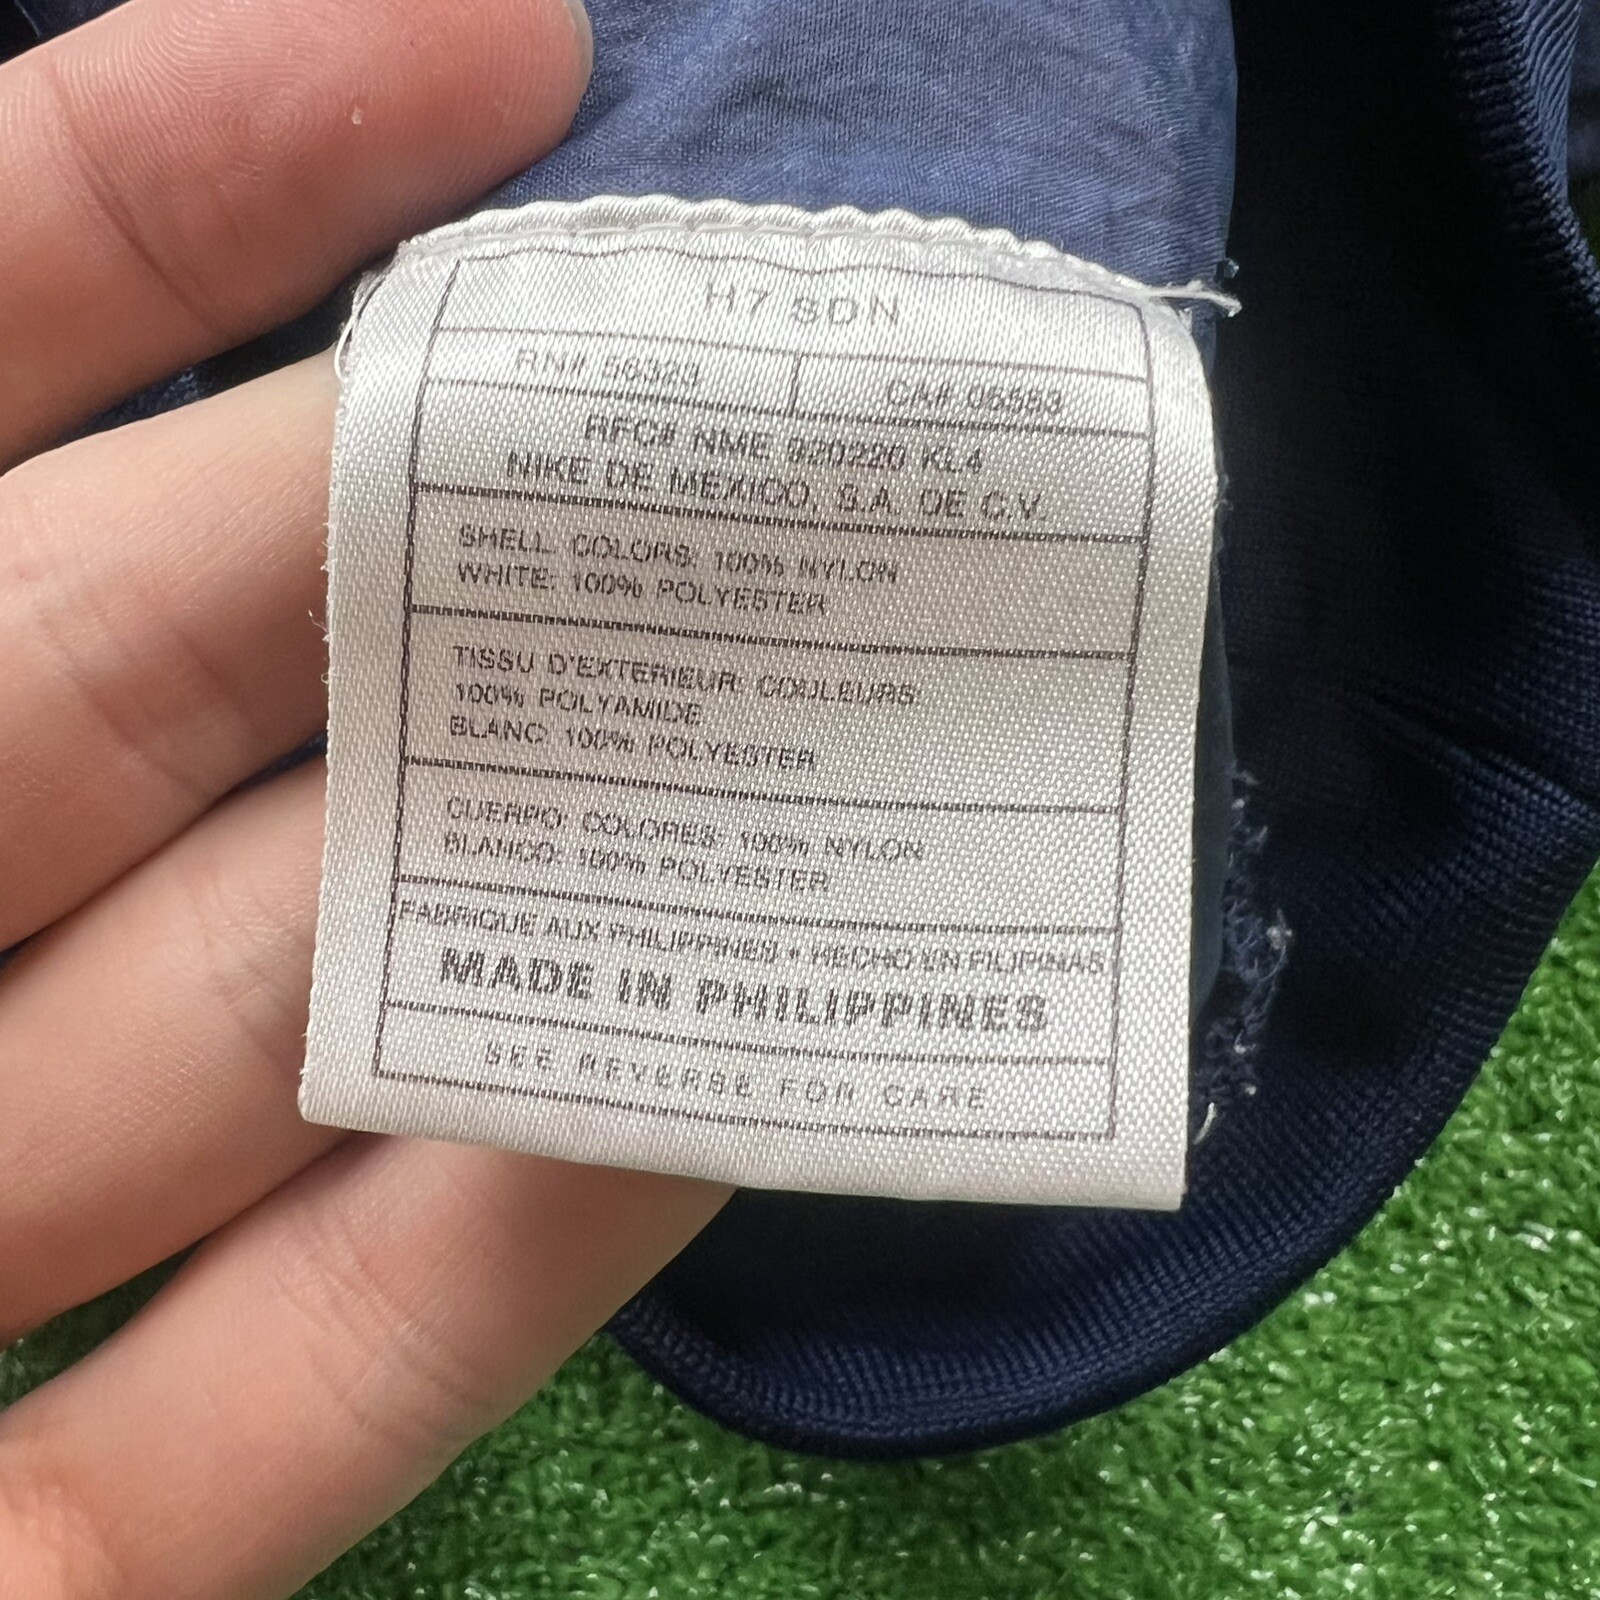 H7 SDN
RN# 56323 CA# 05553
RFC# NME 920220 KL4
NIKE DE MEXICO, S.A. DE C.V.
SHELL: COLORS: 100% NYLON
WHITE: 100% POLYESTER
TISSU D'EXTERIEUR: COULEURS:
100% POLYAMIDE
BLANC: 100% POLYESTER
CUERPO: COLORES: 100% NYLON
BLANCO: 100% POLYESTER
FABRIQUE AUX PHILIPPINES • HECHO EN FILIPINAS
MADE IN PHILIPPINES
SEE REVERSE FOR CARE